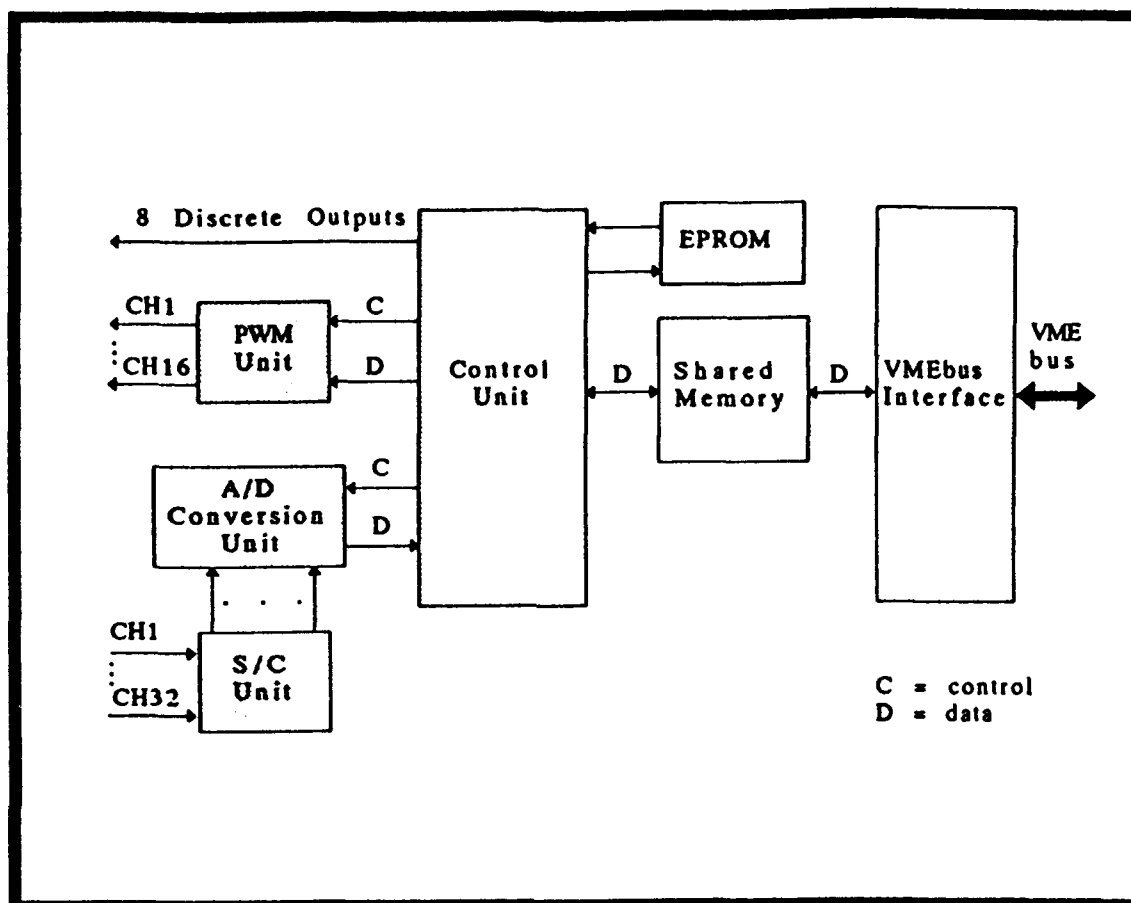 8 Discrete Outputs
EPROM
CH1
CH16
PWM
Unit
C
D
Control
Unit
D
Shared
Memory
D
VMEbus
Interface
VME
bus
A/D
Conversion
Unit
C
D
CH1
CH32
S/C
Unit
C = control
D = data